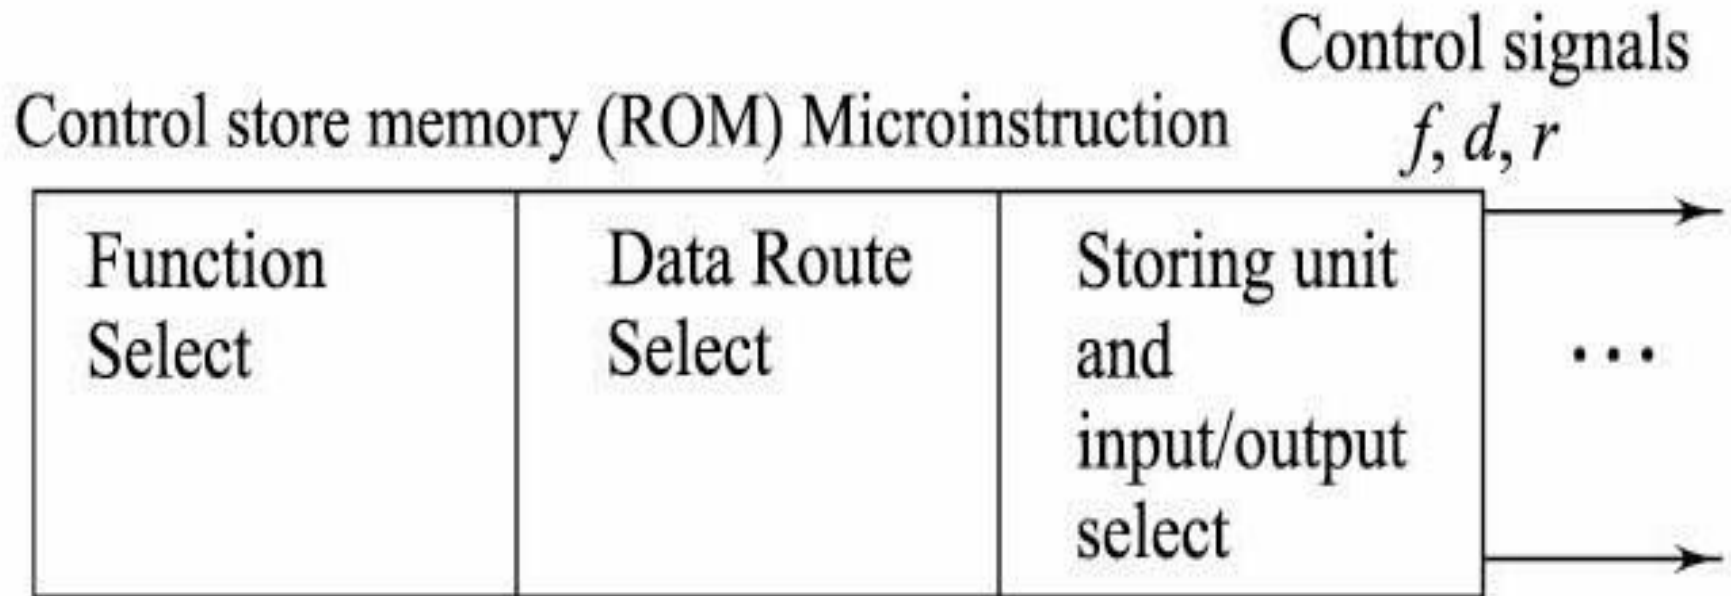 Control signals
f, d, r
Control store memory (ROM) Microinstruction
Function
Select
Data Route
Select
Storing unit
and
input/output
select
...